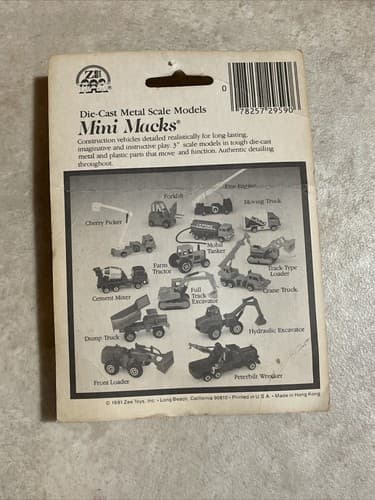 Zee
0
78257 29590
Die-Cast Metal Scale Models
Mini Macks®
Construction vehicles detailed realistically for long-lasting,
imaginative and instructive play. 3" scale models in tough die-cast
metal and plastic parts that move and function. Authentic detailing
throughout.
Fire Engine
Forklift
Moving Truck
Cherry Picker
Mobil
Tanker
Farm
Tractor
Track-Type
Loader
Full
Track
Excavator
Crane Truck
Cement Mixer
Dump Truck
Hydraulic Excavator
Front Loader
Peterbilt Wrecker
© 1991 Zee Toys, Inc. • Long Beach, California 90810 • Printed in U.S.A. • Made in Hong Kong